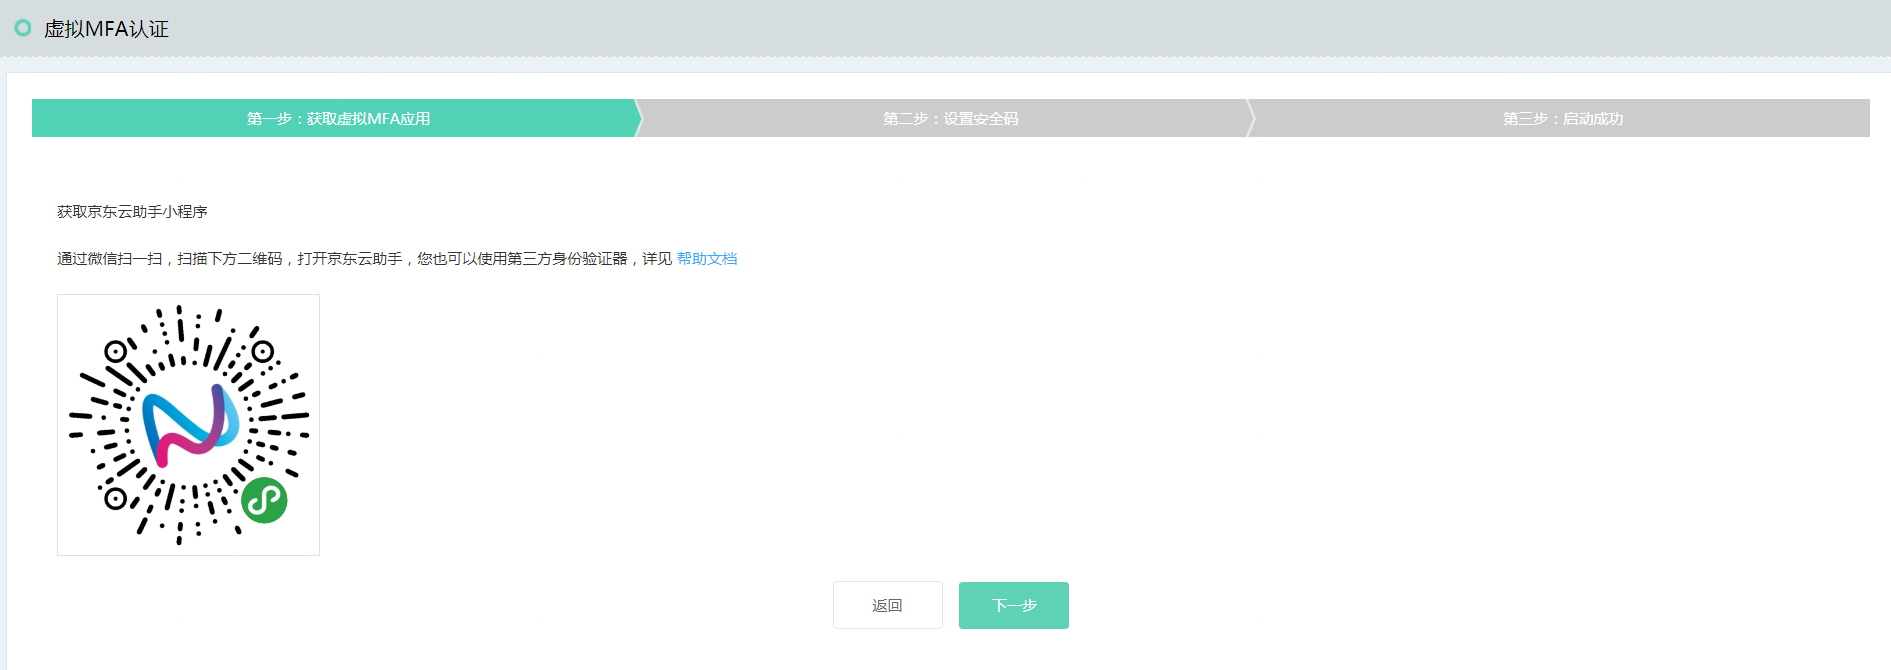 虚拟MFA认证
第一步：获取虚拟MFA应用
第二步：设置安全码
第三步：启动成功
获取京东云助手小程序
通过微信扫一扫，扫描下方二维码，打开京东云助手，您也可以使用第三方身份验证器，详见 帮助文档
返回
下一步